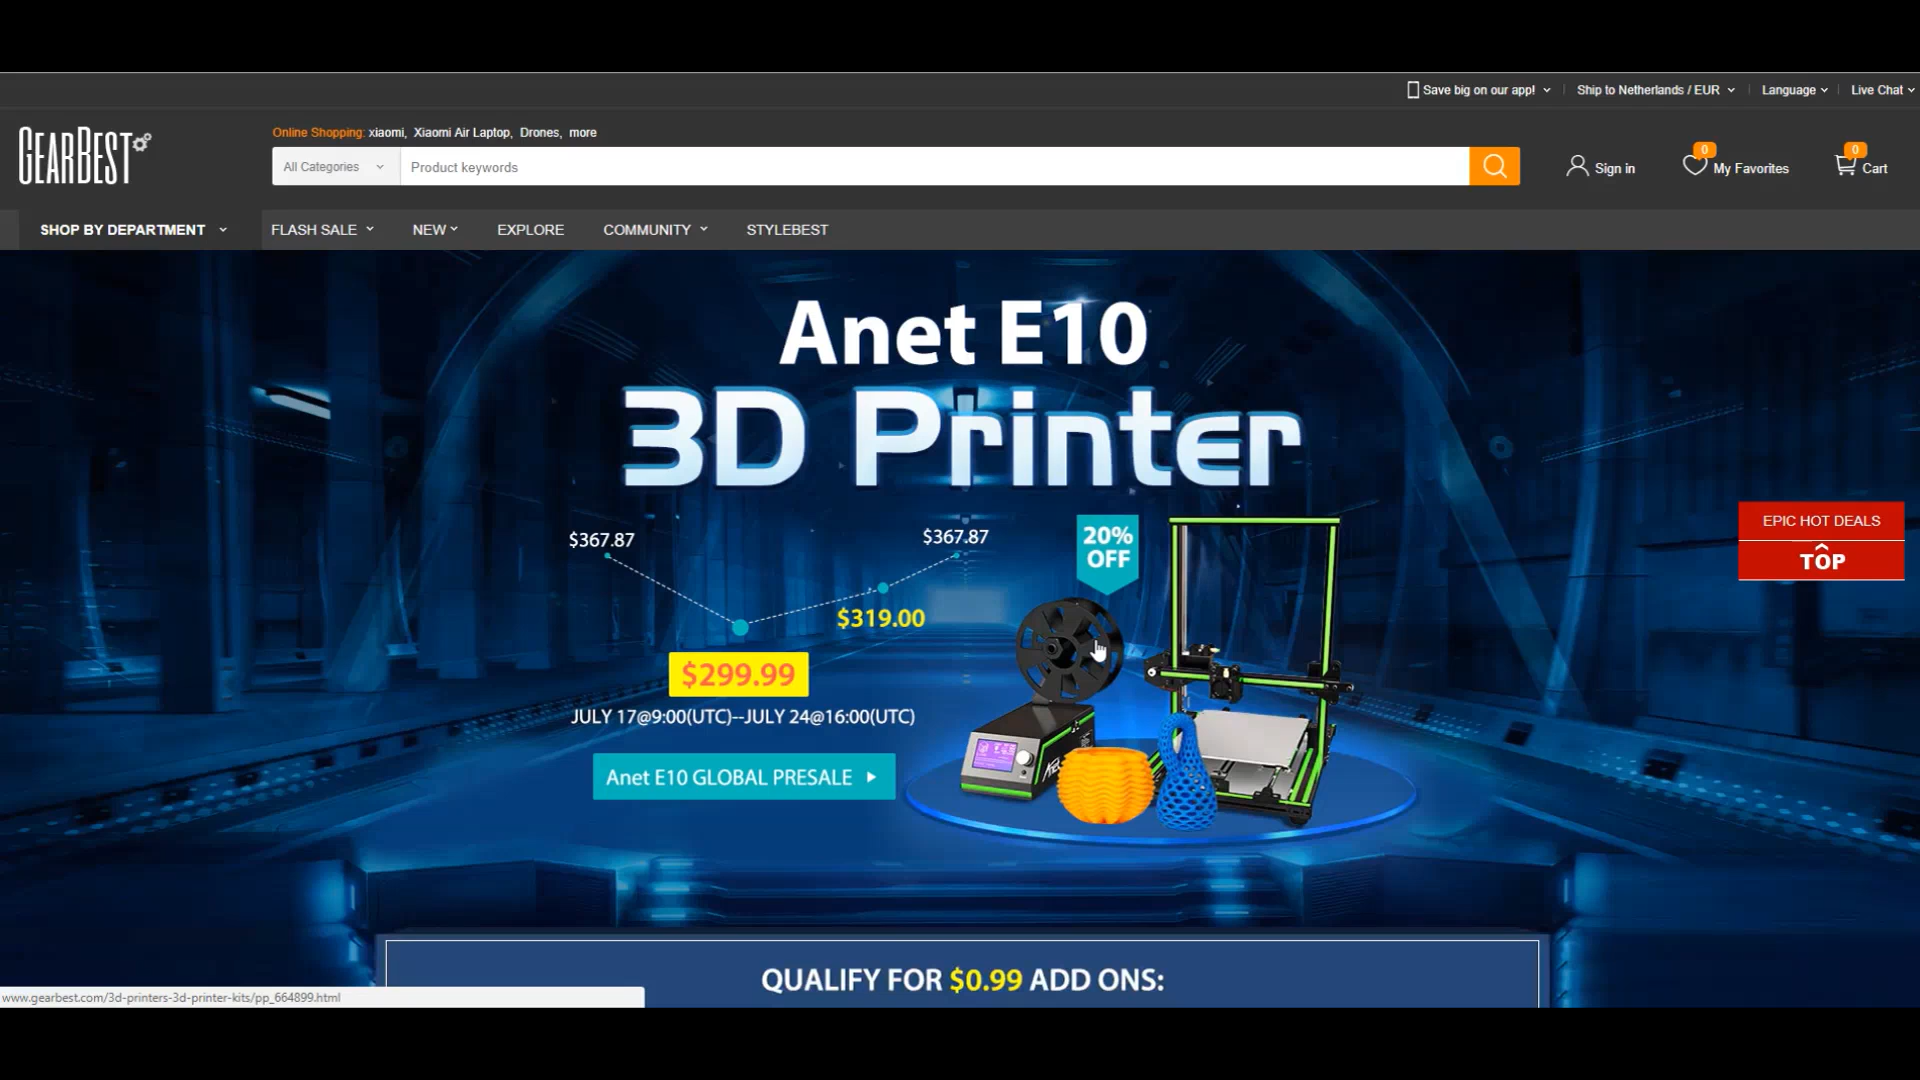 Save big on our app!
Ship to Netherlands / EUR
Language
Live Chat
GEARBEST
Online Shopping: xiaomi, Xiaomi Air Laptop, Drones, more
All Categories
Product keywords
Sign in
0
My Favorites
0
Cart
SHOP BY DEPARTMENT
FLASH SALE
NEW
EXPLORE
COMMUNITY
STYLEBEST
Anet E10
3D Printer
$367.87
$367.87
20%
OFF
$319.00
$299.99
JULY 17@9:00(UTC)--JULY 24@16:00(UTC)
Anet E10 GLOBAL PRESALE
EPIC HOT DEALS
TOP
QUALIFY FOR $0.99 ADD ONS:
www.gearbest.com/3d-printers-3d-printer-kits/pp_664899.html